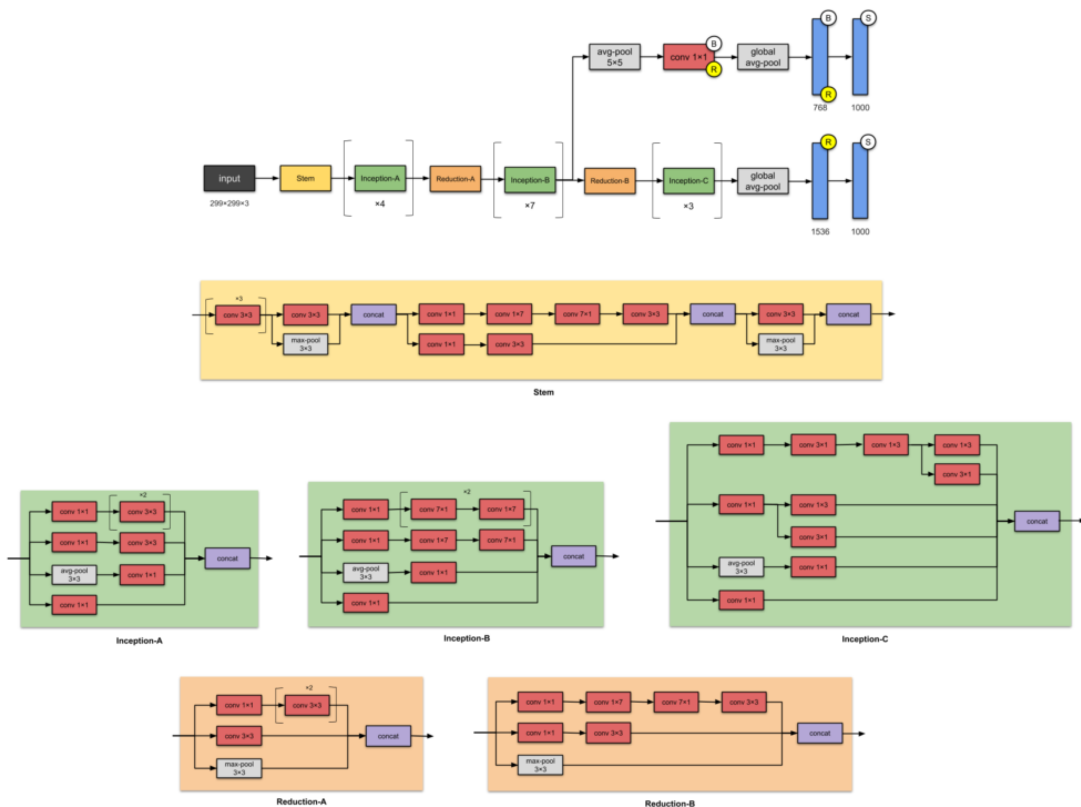 avg-pool
5×5
conv 1×1
B
R
global
avg-pool
B
R
768
S
1000
input
299×299×3
Stem
Inception-A
×4
Reduction-A
Inception-B
×7
Reduction-B
Inception-C
×3
global
avg-pool
R
1536
S
1000
×3
conv 3×3
conv 3×3
max-pool
3×3
concat
conv 1×1
conv 1×7
conv 7×1
conv 3×3
conv 1×1
conv 3×3
concat
conv 3×3
max-pool
3×3
concat
Stem
conv 1×1
×2
conv 3×3
conv 1×1
conv 3×3
avg-pool
3×3
conv 1×1
conv 1×1
concat
Inception-A
conv 1×1
×2
conv 7×1
conv 1×7
conv 1×1
conv 1×7
conv 7×1
avg-pool
3×3
conv 1×1
conv 1×1
concat
Inception-B
conv 1×1
conv 3×1
conv 1×3
conv 1×3
conv 3×1
conv 1×1
conv 1×3
conv 3×1
avg-pool
3×3
conv 1×1
conv 1×1
concat
Inception-C
conv 1×1
×2
conv 3×3
conv 3×3
max-pool
3×3
concat
Reduction-A
conv 1×1
conv 1×7
conv 7×1
conv 3×3
conv 1×1
conv 3×3
max-pool
3×3
concat
Reduction-B